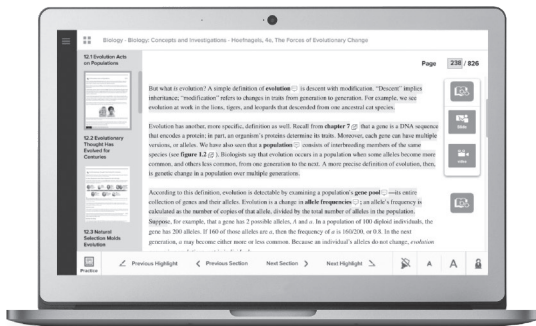 Biology - Biology: Concepts and Investigations - Hoefnagels, 4e, The Forces of Evolutionary Change
12.1 Evolution Acts
on Populations
12.2 Evolutionary
Thought Has
Evolved for
Centuries
12.3 Natural
Selection Molds
Evolution
Page 238 / 826
But what is evolution? A simple definition of evolution is descent with modification. "Descent" implies
inheritance; "modification" refers to changes in traits from generation to generation. For example, we see
evolution at work in the lions, tigers, and leopards that descended from one ancestral cat species.
Evolution has another, more specific, definition as well. Recall from chapter 7 that a gene is a DNA sequence
that encodes a protein; in part, an organism's proteins determine its traits. Moreover, each gene can have multiple
versions, or alleles. We have also seen that a population consists of interbreeding members of the same
species (see figure 1.2). Biologists say that evolution occurs in a population when some alleles become more
common, and others less common, from one generation to the next. A more precise definition of evolution, then,
is genetic change in a population over multiple generations.
According to this definition, evolution is detectable by examining a population's gene pool —its entire
collection of genes and their alleles. Evolution is a change in allele frequencies; an allele's frequency is
calculated as the number of copies of that allele, divided by the total number of alleles in the population.
Suppose, for example, that a gene has 2 possible alleles, A and a. In a population of 100 diploid individuals, the
gene has 200 alleles. If 160 of those alleles are a, then the frequency of a is 160/200, or 0.8. In the next
generation, a may become either more or less common. Because an individual's alleles do not change, evolution
Slide
Video
Practice
Previous Highlight
Previous Section
Next Section
Next Highlight
A
A